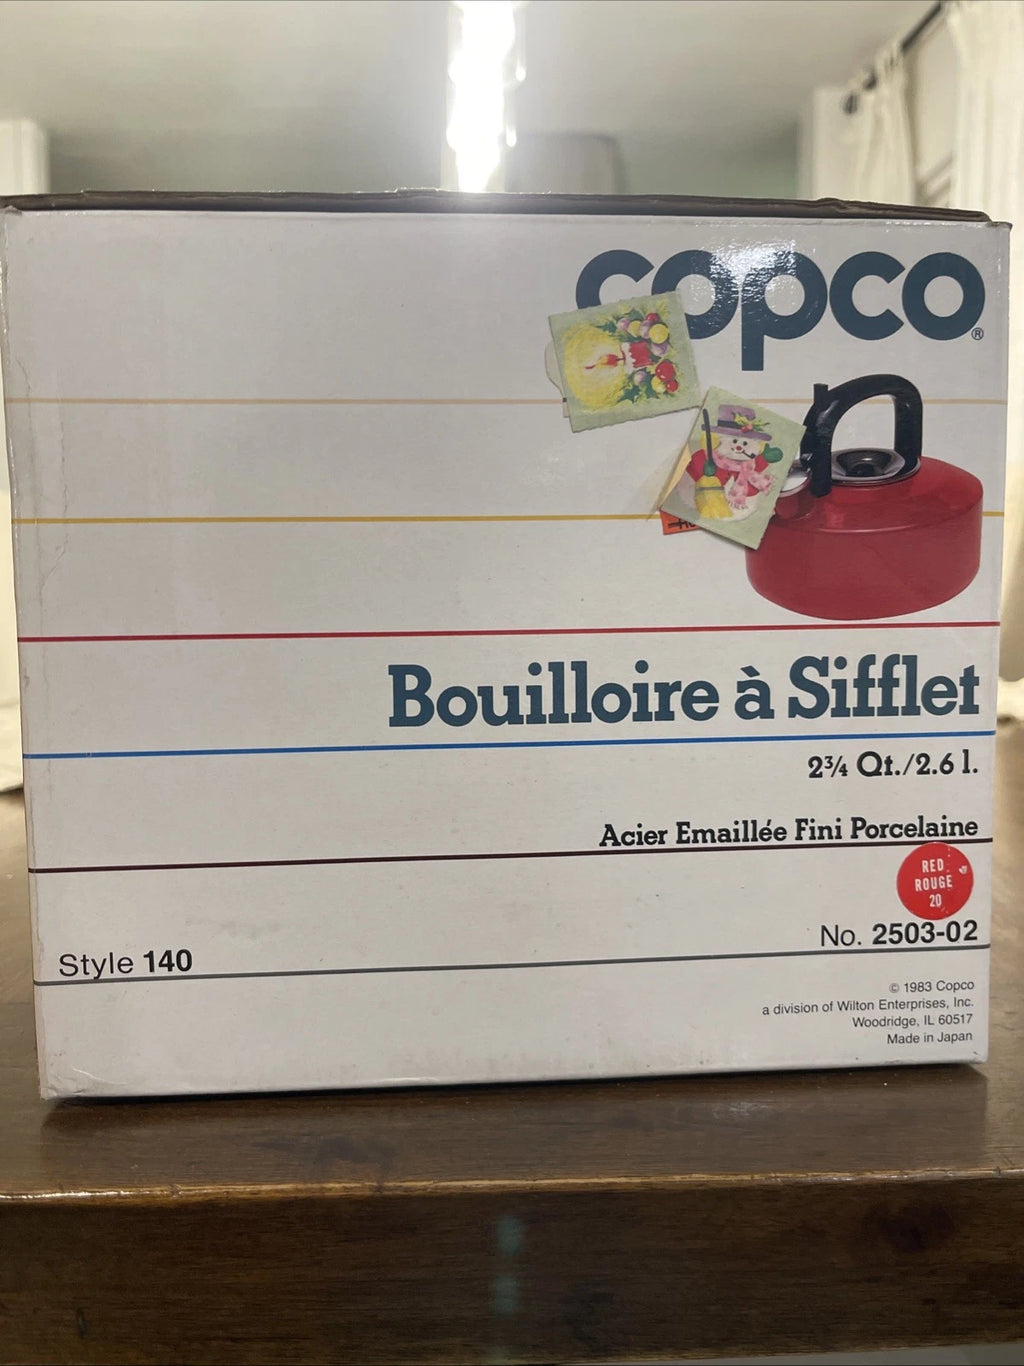 copco®
Bouilloire à Sifflet
2¾ Qt./2.6 l.
Acier Emaillée Fini Porcelaine
RED
ROUGE
20
No. 2503-02
Style 140
© 1983 Copco
a division of Wilton Enterprises, Inc.
Woodridge, IL 60517
Made in Japan